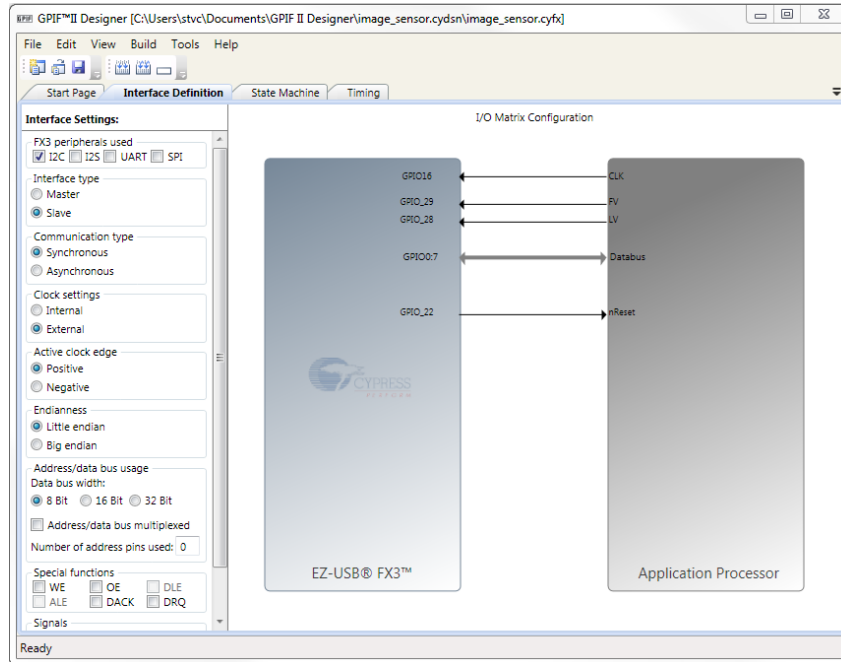 GPIF™II Designer [C:\Users\stvc\Documents\GPIF II Designer\image_sensor.cydsn\image_sensor.cyfx]
File Edit View Build Tools Help
Start Page Interface Definition State Machine Timing
Interface Settings:
FX3 peripherals used
I2C I2S UART SPI
Interface type
Master
Slave
Communication type
Synchronous
Asynchronous
Clock settings
Internal
External
Active clock edge
Positive
Negative
Endianness
Little endian
Big endian
Address/data bus usage
Data bus width:
8 Bit 16 Bit 32 Bit
Address/data bus multiplexed
Number of address pins used: 0
Special functions
WE OE DLE
ALE DACK DRQ
Signals
I/O Matrix Configuration
GPIO16 CLK
GPIO_29 FV
GPIO_28 LV
GPIO0:7 Databus
GPIO_22 nReset
CYPRESS
EZ-USB® FX3™ Application Processor
Ready